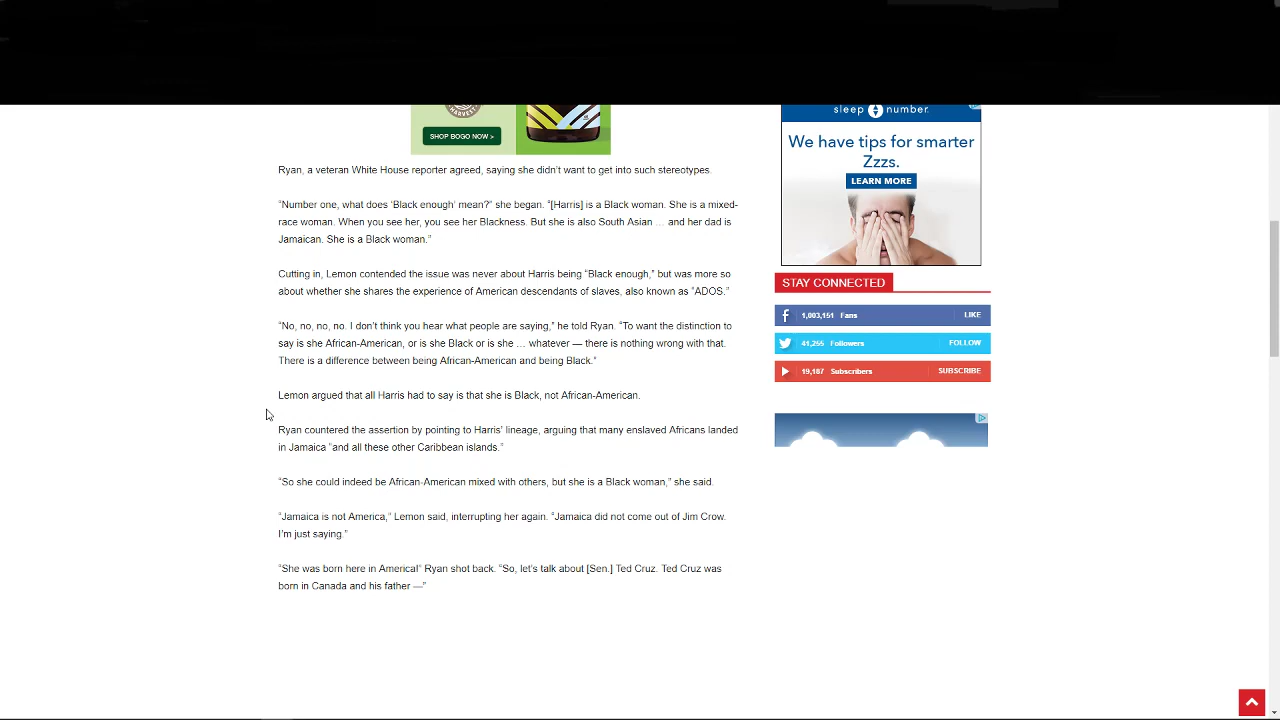 HARVEST
SHOP BOGO NOW >
sleep number
We have tips for smarter
Zzzs.
LEARN MORE
Ryan, a veteran White House reporter agreed, saying she didn’t want to get into such stereotypes.
“Number one, what does ‘Black enough’ mean?” she began. “[Harris] is a Black woman. She is a mixed-
race woman. When you see her, you see her Blackness. But she is also South Asian … and her dad is
Jamaican. She is a Black woman.”
Cutting in, Lemon contended the issue was never about Harris being “Black enough,” but was more so
about whether she shares the experience of American descendants of slaves, also known as “ADOS.”
“No, no, no, no. I don’t think you hear what people are saying,” he told Ryan. “To want the distinction to
say is she African-American, or is she Black or is she … whatever — there is nothing wrong with that.
There is a difference between being African-American and being Black.”
Lemon argued that all Harris had to say is that she is Black, not African-American.
Ryan countered the assertion by pointing to Harris’ lineage, arguing that many enslaved Africans landed
in Jamaica “and all these other Caribbean islands.”
“So she could indeed be African-American mixed with others, but she is a Black woman,” she said.
“Jamaica is not America,” Lemon said, interrupting her again. “Jamaica did not come out of Jim Crow.
I’m just saying.”
“She was born here in America!” Ryan shot back. “So, let’s talk about [Sen.] Ted Cruz. Ted Cruz was
born in Canada and his father —”
STAY CONNECTED
1,003,151 Fans LIKE
41,255 Followers FOLLOW
19,187 Subscribers SUBSCRIBE